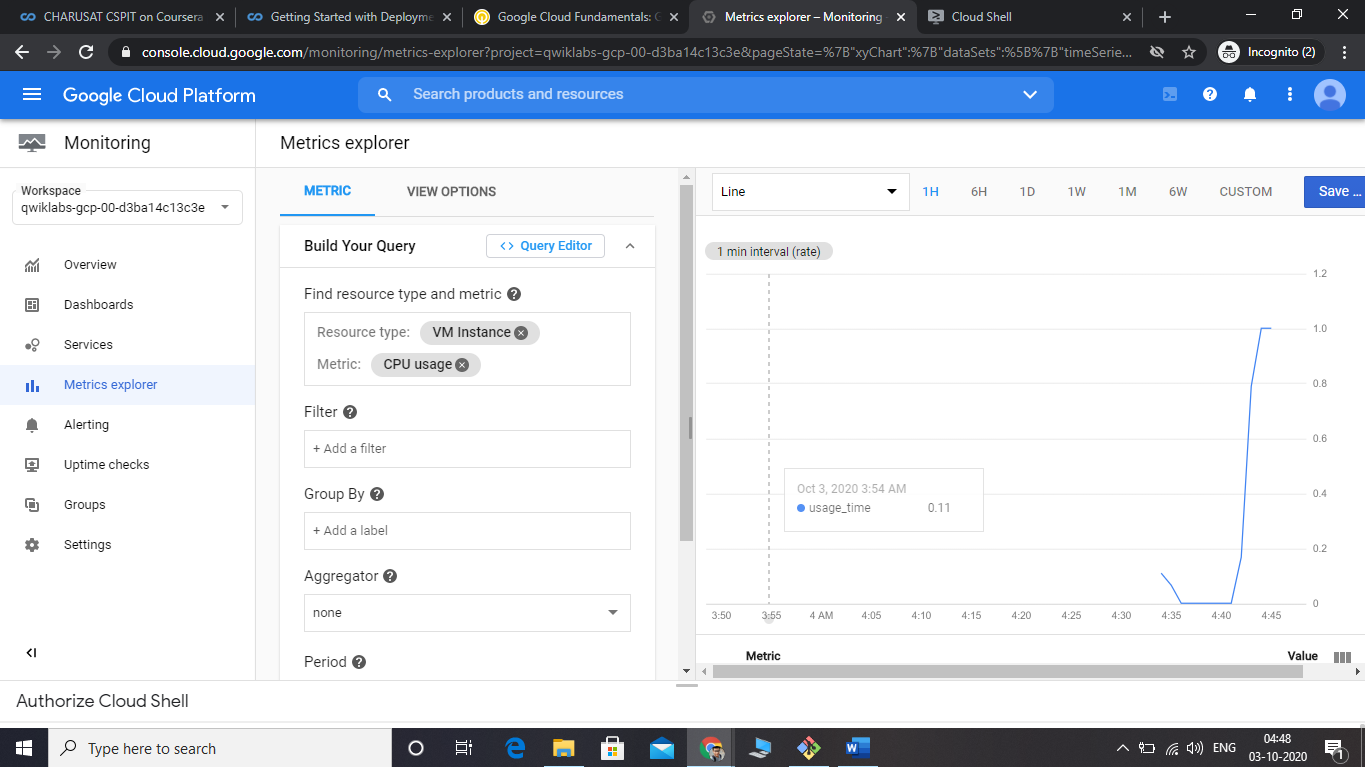 CHARUSAT CSPIT on Coursera
Getting Started with Deployme
Google Cloud Fundamentals: G
Metrics explorer – Monitoring
Cloud Shell
console.cloud.google.com/monitoring/metrics-explorer?project=qwiklabs-gcp-00-d3ba14c13c3e&pageState=%7B"xyChart":%7B"dataSets":%5B%7B"timeSerie...
Incognito (2)
Google Cloud Platform
Search products and resources
Monitoring
Metrics explorer
Workspace
qwiklabs-gcp-00-d3ba14c13c3e
Overview
Dashboards
Services
Metrics explorer
Alerting
Uptime checks
Groups
Settings
METRIC
VIEW OPTIONS
Build Your Query
<> Query Editor
Find resource type and metric
Resource type: VM Instance
Metric: CPU usage
Filter
+ Add a filter
Group By
+ Add a label
Aggregator
none
Period
Line
1H 6H 1D 1W 1M 6W CUSTOM
Save ...
1 min interval (rate)
1.2
1.0
0.8
0.6
0.4
0.2
0
Oct 3, 2020 3:54 AM
usage_time 0.11
3:50 3:55 4 AM 4:05 4:10 4:15 4:20 4:25 4:30 4:35 4:40 4:45
Metric Value
Authorize Cloud Shell
Type here to search
ENG
04:48
03-10-2020
1